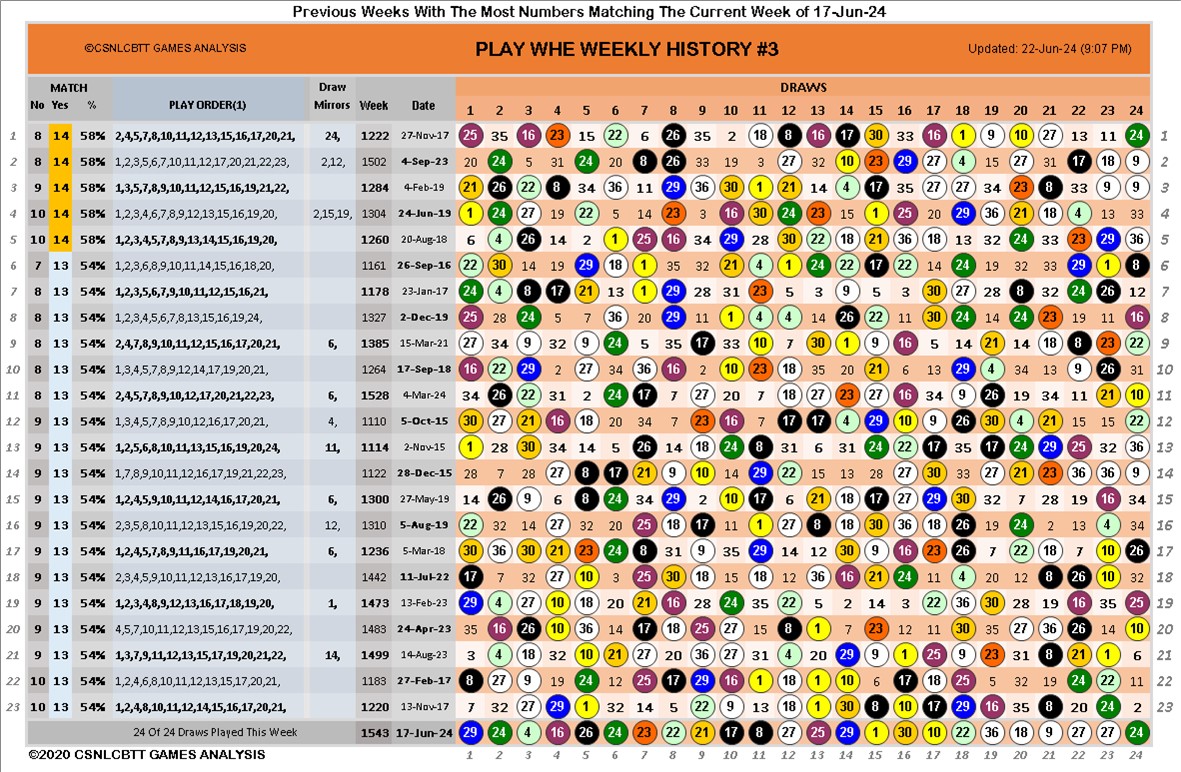 Previous Weeks With The Most Numbers Matching The Current Week of 17-Jun-24
©CSNLCBTT GAMES ANALYSIS PLAY WHE WEEKLY HISTORY #3 Updated: 22-Jun-24 (9:07 PM)
MATCH Draw DRAWS
No Yes % PLAY ORDER(1) Mirrors Week Date 1 2 3 4 5 6 7 8 9 10 11 12 13 14 15 16 17 18 19 20 21 22 23 24
1 8 14 58% 2,4,5,7,8,10,11,12,13,15,16,17,20,21, 24, 1222 27-Nov-17 25 35 16 23 15 22 6 26 35 2 18 8 16 17 30 33 16 1 9 10 27 13 11 24 1
2 8 14 58% 1,2,3,5,6,7,10,11,12,17,20,21,22,23, 2,12, 1502 4-Sep-23 20 24 5 31 24 20 8 26 33 19 3 27 32 10 23 29 27 4 15 27 31 17 18 9 2
3 9 14 58% 1,3,5,7,8,9,10,11,12,15,16,19,21,22, 1284 4-Feb-19 21 26 22 8 34 36 11 29 36 30 1 21 14 4 17 35 27 27 34 23 8 33 9 9 3
4 10 14 58% 1,2,3,4,6,7,8,9,12,13,15,16,19,20, 2,15,19, 1304 24-Jun-19 1 24 27 19 22 5 14 23 3 16 30 24 23 15 1 25 20 29 36 21 18 4 13 33 4
5 10 14 58% 1,2,3,4,5,7,8,9,13,14,15,16,19,20, 1260 20-Aug-18 6 4 26 14 2 1 25 16 34 29 28 30 22 18 21 36 18 13 32 24 33 23 29 36 5
6 7 13 54% 1,2,3,6,8,9,10,11,14,15,16,18,20, 1161 26-Sep-16 22 30 14 19 29 18 1 35 32 21 4 1 24 22 17 22 14 24 19 22 33 29 1 8 6
7 8 13 54% 1,2,3,5,6,7,9,10,11,12,15,16,21, 1178 23-Jan-17 24 4 8 17 21 13 1 29 28 31 23 5 3 9 5 3 30 27 28 8 32 24 26 12 7
8 8 13 54% 1,2,3,4,5,6,7,8,13,15,16,19,24, 1327 2-Dec-19 25 28 24 5 7 36 20 29 11 1 4 4 14 26 22 11 30 24 14 24 23 19 11 16 8
9 8 13 54% 2,4,7,8,9,10,11,12,15,16,17,20,21, 6, 1385 15-Mar-21 27 34 9 32 9 24 5 35 17 33 10 7 30 1 9 16 5 14 21 14 18 8 23 22 9
10 8 13 54% 1,3,4,5,7,8,9,12,14,17,19,20,21, 1264 17-Sep-18 16 22 29 2 27 34 36 16 2 10 23 18 35 20 21 6 13 29 4 34 13 9 26 31 10
11 8 13 54% 2,4,5,7,8,9,10,12,17,20,21,22,23, 6, 1528 4-Mar-24 34 26 22 31 2 24 17 7 27 20 7 18 27 23 27 16 34 9 26 19 34 11 21 10 11
12 8 13 54% 1,3,4,5,7,8,10,12,16,17,20,21, 4, 1110 5-Oct-15 30 27 21 16 18 20 34 7 23 16 7 17 17 4 29 10 9 26 30 4 21 15 15 22 12
13 8 13 54% 1,2,5,6,8,10,11,12,15,16,19,20,24, 11, 1114 2-Nov-15 1 28 30 34 14 5 26 14 18 24 8 31 6 31 24 22 17 35 17 24 29 25 32 36 13
14 9 13 54% 1,7,8,9,10,11,12,16,17,19,21,22,23, 1122 28-Dec-15 28 7 28 27 8 17 21 9 10 14 29 22 15 13 28 27 30 33 27 21 23 36 36 9 14
15 9 13 54% 1,2,4,5,9,10,11,12,14,16,17,20,21, 6, 1300 27-May-19 14 26 9 6 8 24 34 29 2 10 17 6 21 18 17 27 29 30 32 7 28 19 16 34 15
16 9 13 54% 2,3,5,8,10,11,12,13,15,16,19,20,22, 12, 1310 5-Aug-19 22 32 14 27 32 20 25 18 17 11 1 27 8 18 30 36 18 26 19 24 2 13 4 34 16
17 9 13 54% 1,2,4,5,7,8,9,11,16,17,19,20,21, 6, 1236 5-Mar-18 30 36 30 21 23 24 8 31 9 35 29 14 12 30 9 16 23 26 7 22 18 7 10 26 17
18 9 13 54% 2,3,4,5,9,10,11,12,13,16,17,19,20, 1442 11-Jul-22 17 7 32 27 10 3 25 30 18 15 18 12 36 16 21 24 11 4 20 12 8 26 10 32 18
19 9 13 54% 1,2,3,4,8,9,12,13,16,17,18,19,20, 1, 1473 13-Feb-23 29 4 27 10 18 20 21 16 28 24 35 22 5 2 14 3 22 36 30 28 19 16 35 25 19
20 9 13 54% 4,5,7,10,11,12,13,15,16,17,19,20,22, 1483 24-Apr-23 35 16 26 10 36 14 17 18 25 27 15 8 1 7 23 12 11 30 35 27 36 26 14 10 20
21 9 13 54% 1,3,7,9,11,12,13,15,17,19,20,21,22, 14, 1499 14-Aug-23 3 4 18 32 10 21 27 20 36 27 31 4 20 29 9 1 25 9 23 31 8 21 1 6 21
22 10 13 54% 1,2,4,6,8,10,11,12,15,16,17,20,21, 1183 27-Feb-17 8 27 9 19 24 12 25 17 29 16 1 18 1 10 6 17 18 25 5 32 19 24 22 11 22
23 10 13 54% 1,2,4,8,10,11,12,14,15,16,17,20,21, 1220 13-Nov-17 7 32 27 29 1 14 5 22 9 13 18 1 35 15 8 10 17 29 16 35 8 20 24 2 23
24 Of 24 Draws Played This Week 1543 17-Jun-24 29 24 4 16 26 24 23 22 21 17 8 27 25 29 1 30 10 22 36 18 9 27 27 24
©2020 CSNLCBTT GAMES ANALYSIS 1 2 3 4 5 6 7 8 9 10 11 12 13 14 15 16 17 18 19 20 21 22 23 24